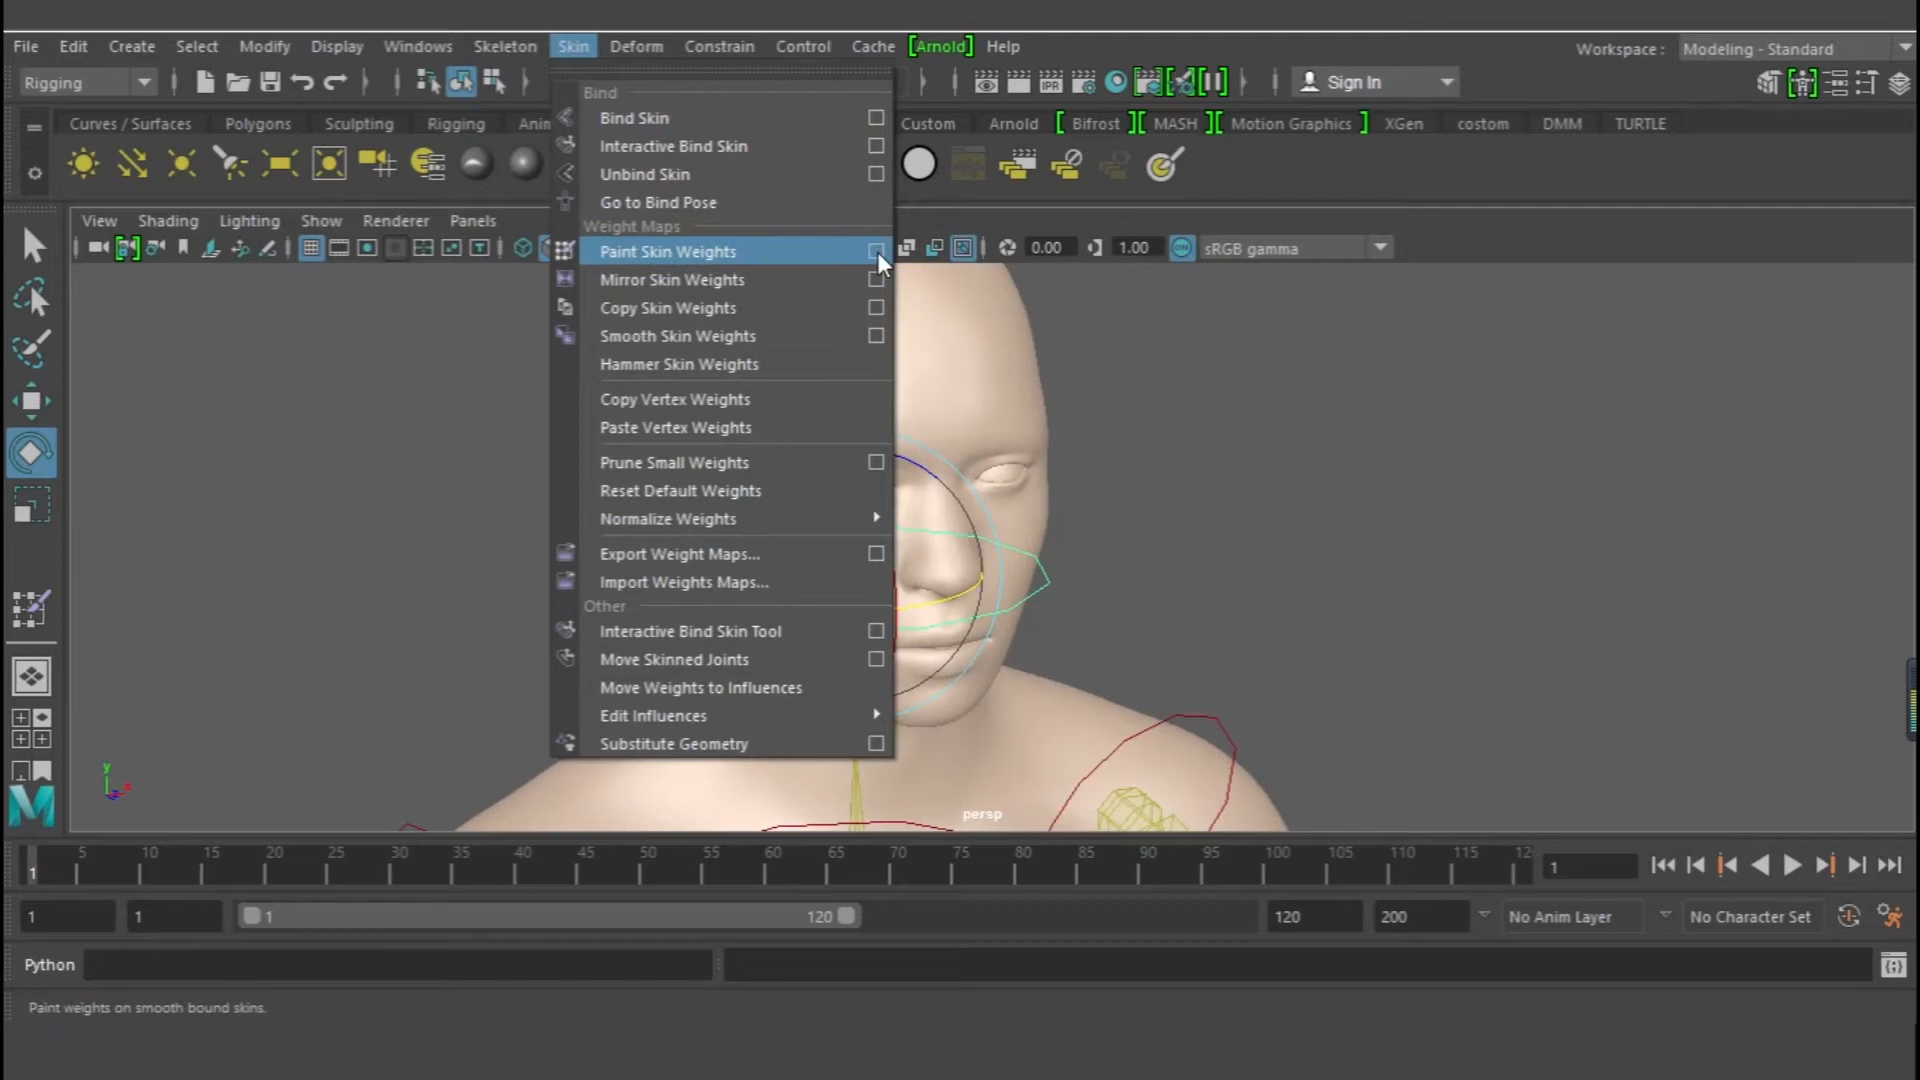 File Edit Create Select Modify Display Windows Skeleton Skin Deform Constrain Control Cache [Arnold] Help
Workspace : Modeling - Standard
Rigging
IPR
Sign In
Curves / Surfaces Polygons Sculpting Rigging Anim Custom Arnold [ Bifrost ] [ MASH ] [ Motion Graphics ] XGen costom DMM TURTLE
View Shading Lighting Show Renderer Panels
0.00 1.00 ON sRGB gamma
Bind
Bind Skin
Interactive Bind Skin
Unbind Skin
Go to Bind Pose
Weight Maps
Paint Skin Weights
Mirror Skin Weights
Copy Skin Weights
Smooth Skin Weights
Hammer Skin Weights
Copy Vertex Weights
Paste Vertex Weights
Prune Small Weights
Reset Default Weights
Normalize Weights
Export Weight Maps...
Import Weights Maps...
Other
Interactive Bind Skin Tool
Move Skinned Joints
Move Weights to Influences
Edit Influences
Substitute Geometry
y
z x
persp
M
5 10 15 20 25 30 35 40 45 50 55 60 65 70 75 80 85 90 95 100 105 110 115 12
1
1
1 1 1 120 120 200 No Anim Layer No Character Set
Python
Paint weights on smooth bound skins.